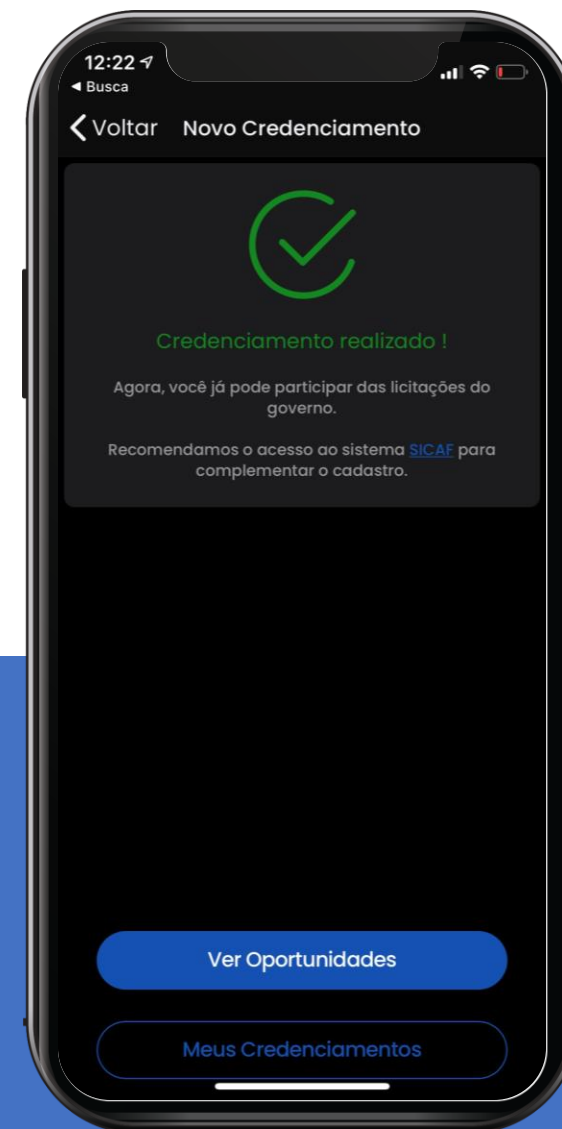 12:22
◀ Busca
Voltar Novo Credenciamento
Credenciamento realizado !
Agora, você já pode participar das licitações do
governo.
Recomendamos o acesso ao sistema SICAF para
complementar o cadastro.
Ver Oportunidades
Meus Credenciamentos